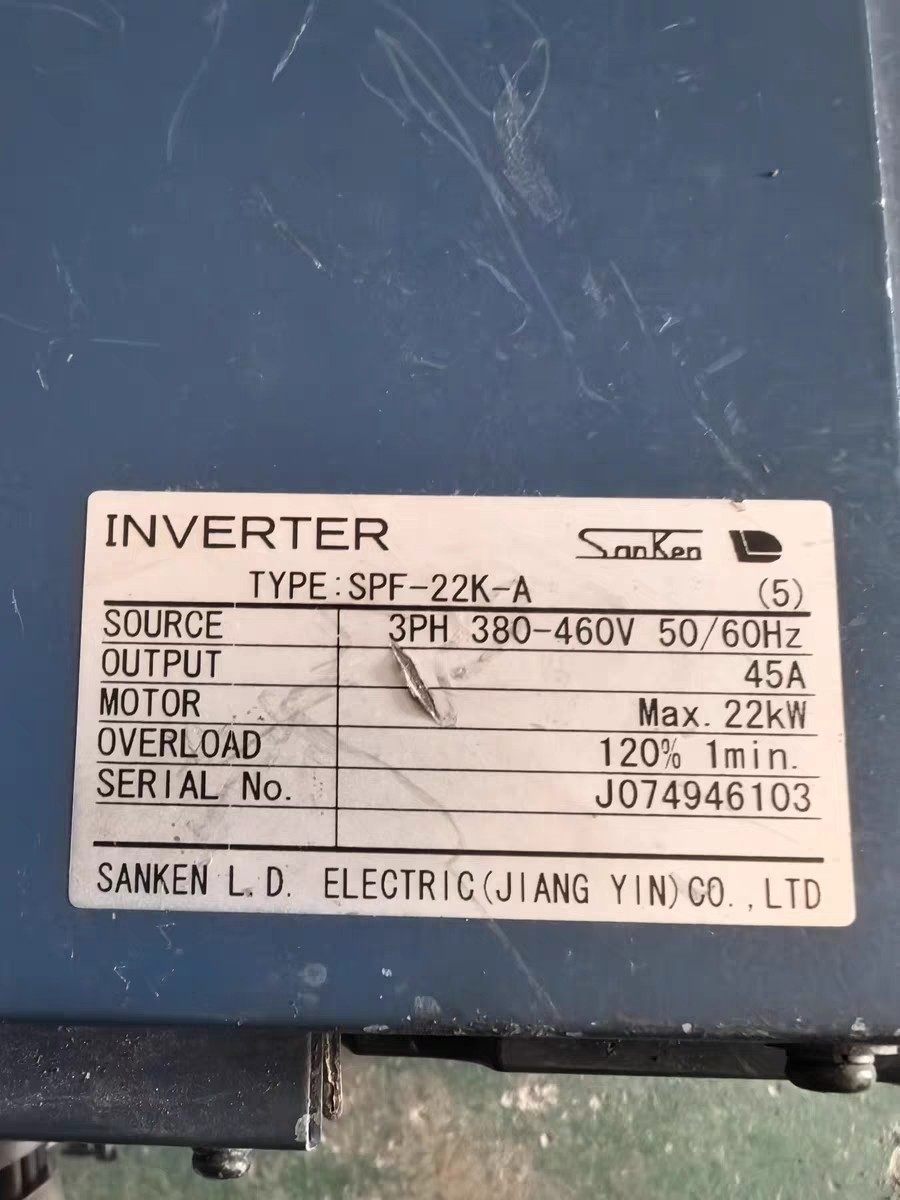 INVERTER SanKen LD
TYPE:SPF-22K-A (5)
SOURCE 3PH 380-460V 50/60Hz
OUTPUT 45A
MOTOR Max. 22kW
OVERLOAD 120% 1min.
SERIAL No. J074946103
SANKEN L.D. ELECTRIC(JIANG YIN)CO.,LTD